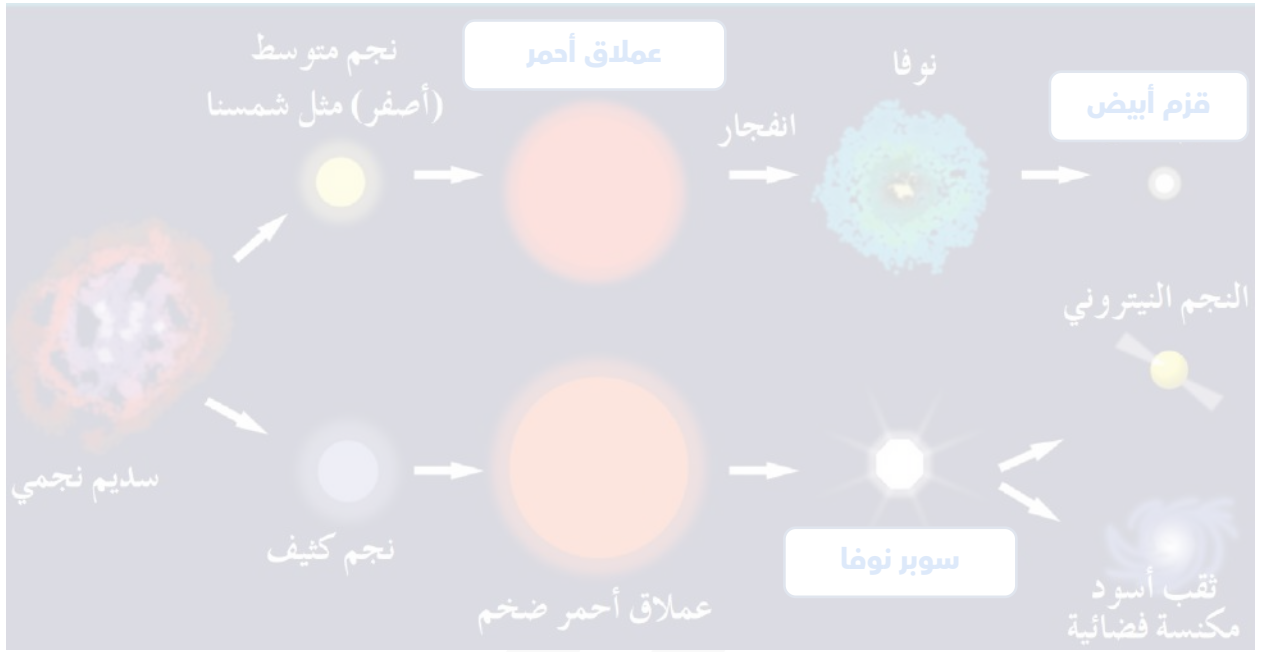 نجم متوسط
(أصفر) مثل شمسنا
عملاق أحمر
انفجار
نوفا
قزم أبيض
سديم نجمي
نجم كثيف
عملاق أحمر ضخم
سوبر نوفا
النجم النيتروني
ثقب أسود
مكنسة فضائية